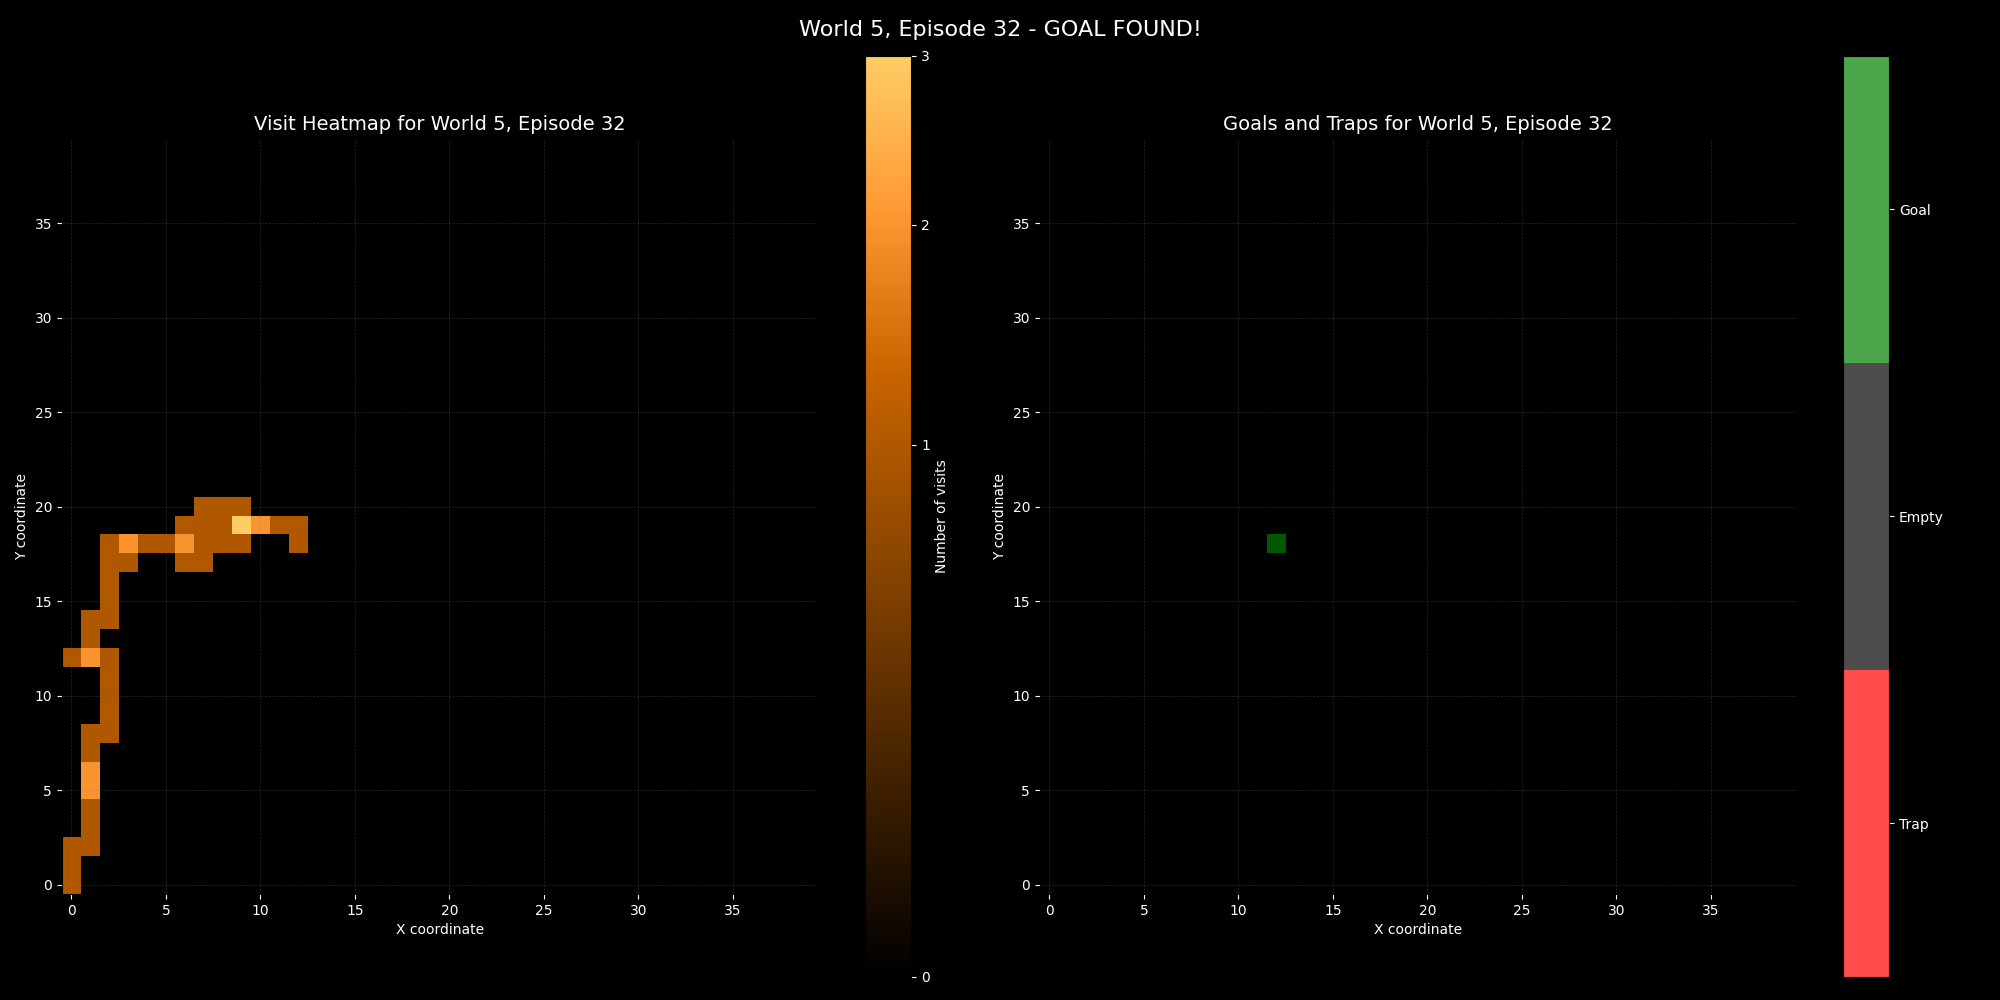 World 5, Episode 32 - GOAL FOUND!
Visit Heatmap for World 5, Episode 32
35
30
25
20
15
10
5
0
Y coordinate
0 5 10 15 20 25 30 35
X coordinate
3
2
1
0
Number of visits
Goals and Traps for World 5, Episode 32
35
30
25
20
15
10
5
0
Y coordinate
0 5 10 15 20 25 30 35
X coordinate
Goal
Empty
Trap